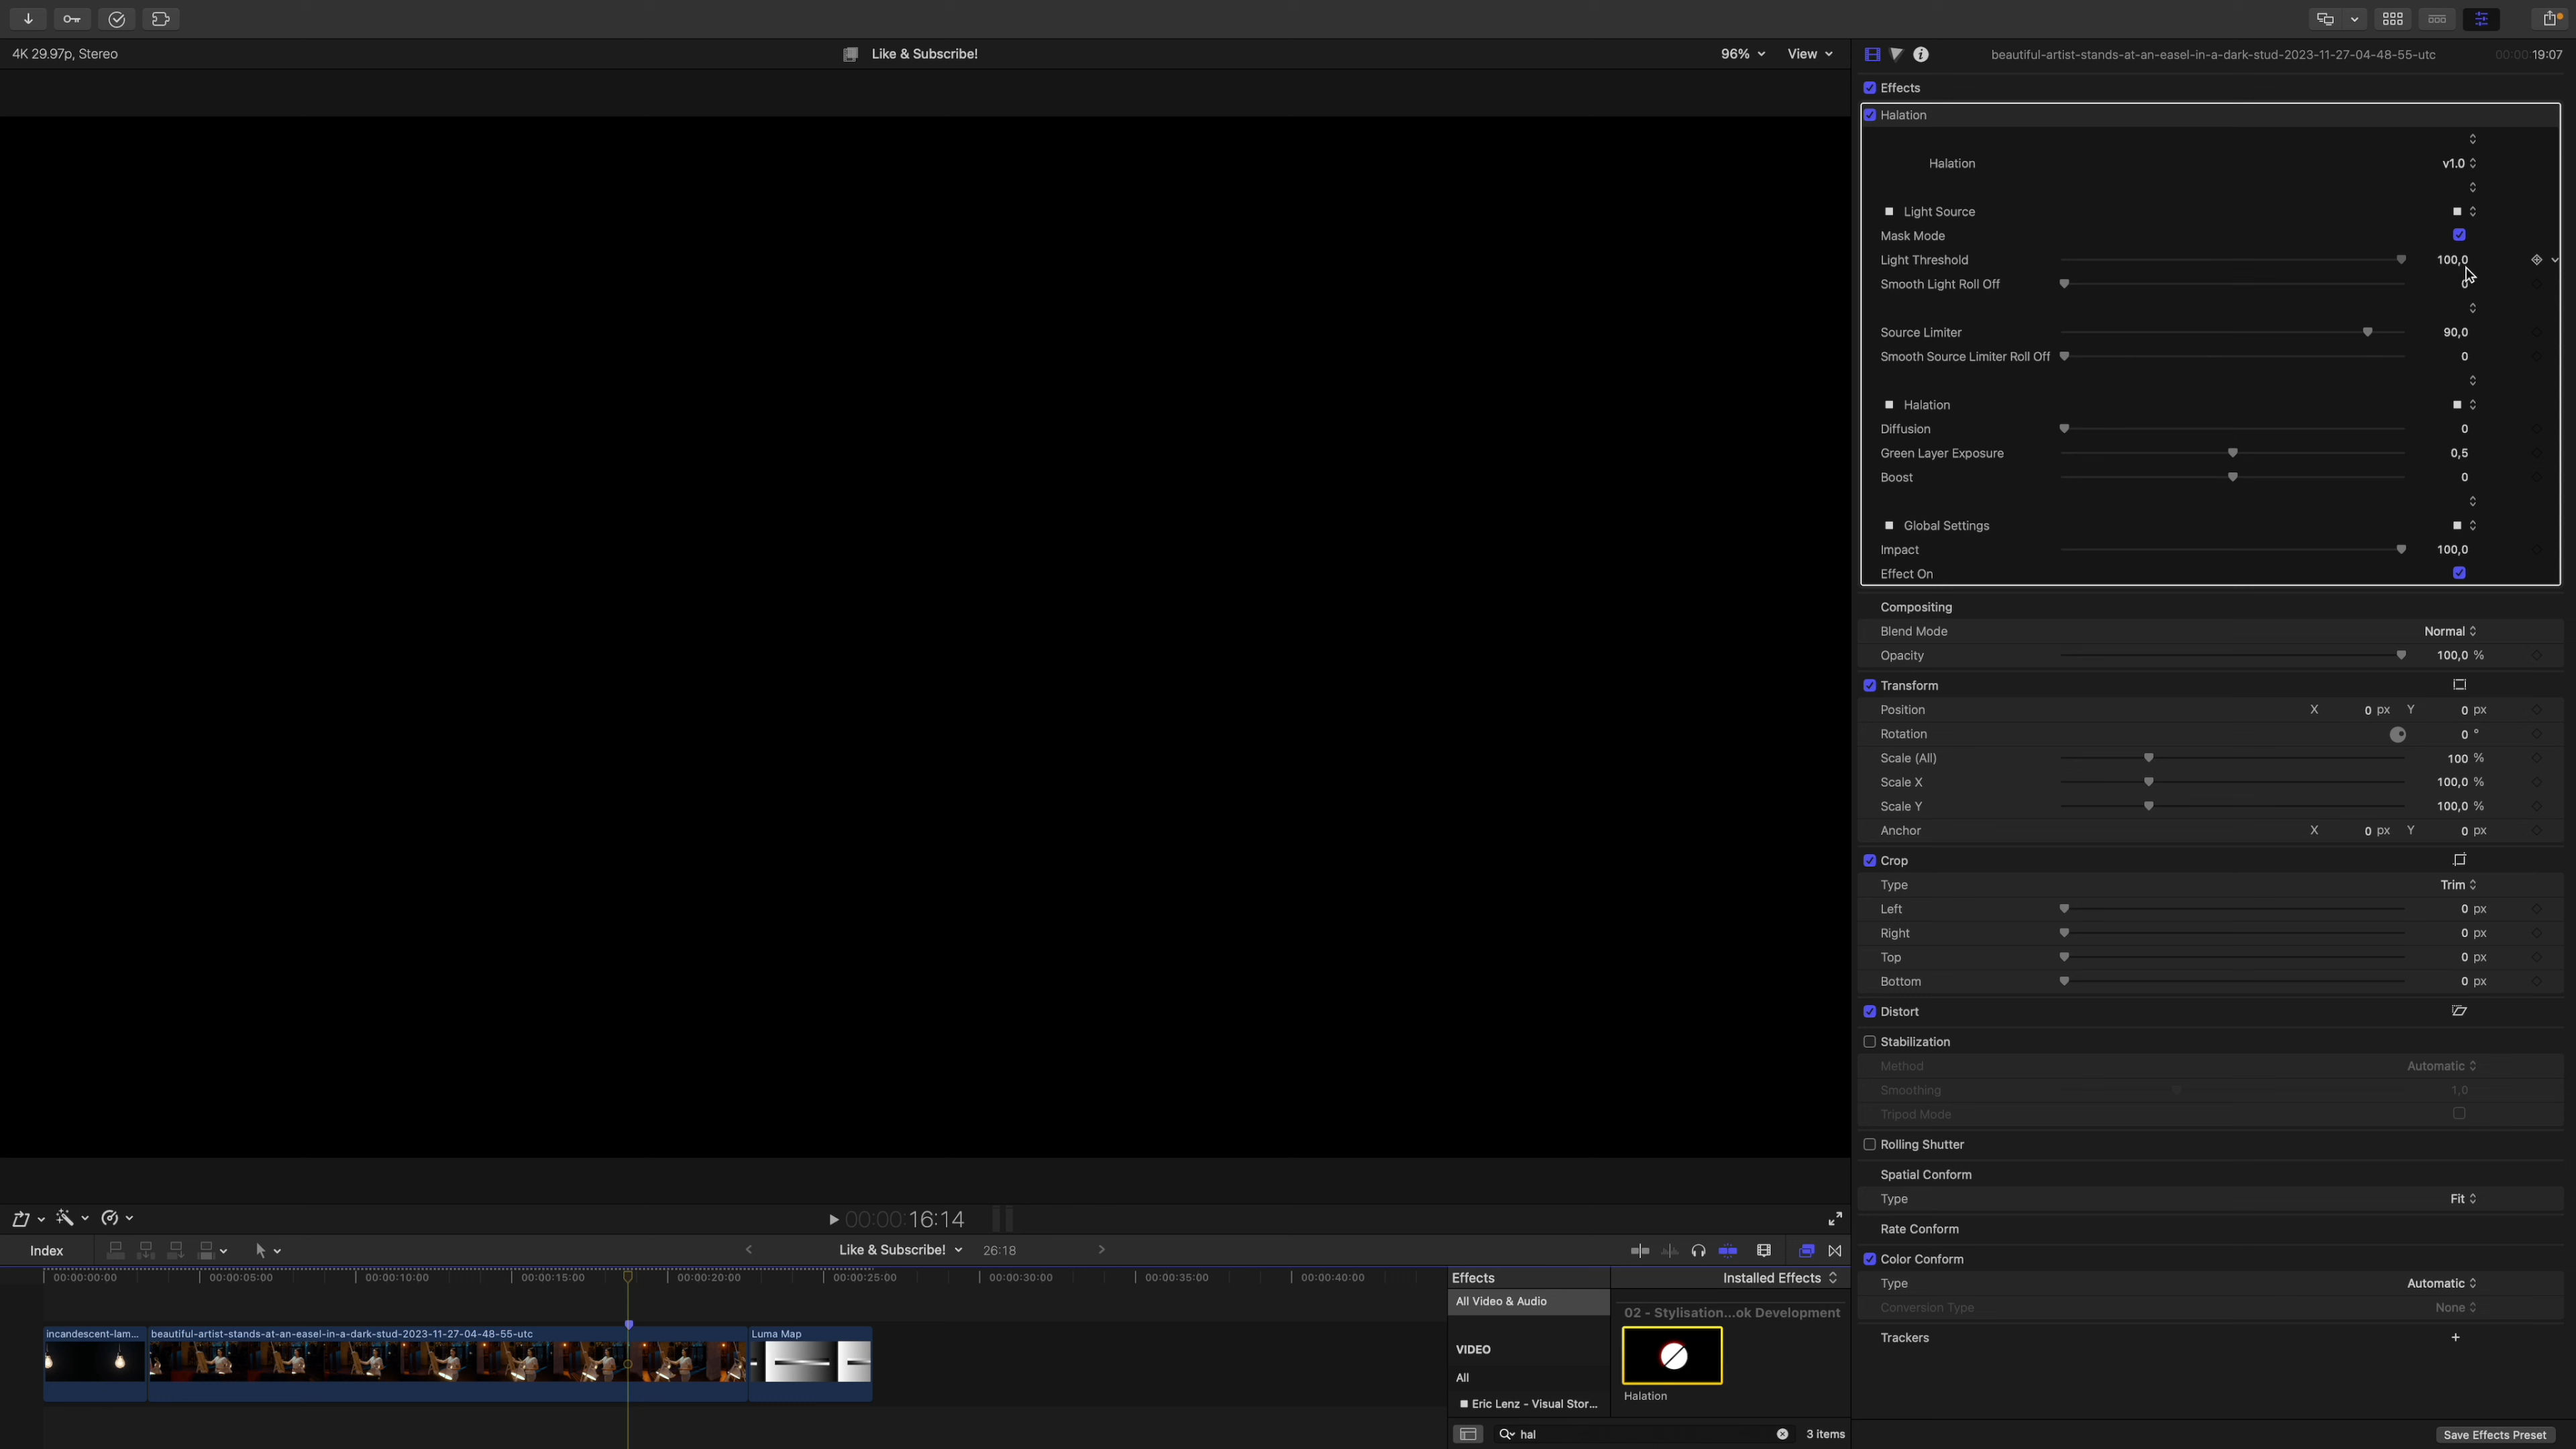 4K 29.97p, Stereo
Like & Subscribe!
96%
View
beautiful-artist-stands-at-an-easel-in-a-dark-stud-2023-11-27-04-48-55-utc
00:00:19:07
Effects
Halation
Halation v1.0
Light Source
Mask Mode
Light Threshold 100,0
Smooth Light Roll Off 0
Source Limiter 90,0
Smooth Source Limiter Roll Off 0
Halation
Diffusion 0
Green Layer Exposure 0,5
Boost 0
Global Settings
Impact 100,0
Effect On
Compositing
Blend Mode Normal
Opacity 100,0 %
Transform
Position X 0 px Y 0 px
Rotation 0 °
Scale (All) 100 %
Scale X 100,0 %
Scale Y 100,0 %
Anchor X 0 px Y 0 px
Crop
Type Trim
Left 0 px
Right 0 px
Top 0 px
Bottom 0 px
Distort
Stabilization
Method Automatic
Smoothing 1,0
Tripod Mode
Rolling Shutter
Spatial Conform
Type Fit
Rate Conform
Color Conform
Type Automatic
Conversion Type None
Trackers +
Save Effects Preset
00:00:16:14
Index
Like & Subscribe! 26:18
00:00:00:00 00:00:05:00 00:00:10:00 00:00:15:00 00:00:20:00 00:00:25:00 00:00:30:00 00:00:35:00 00:00:40:00
incandescent-lam... beautiful-artist-stands-at-an-easel-in-a-dark-stud-2023-11-27-04-48-55-utc Luma Map
Effects Installed Effects
All Video & Audio
VIDEO
All
Eric Lenz - Visual Stor...
02 - Stylisation...ok Development
Halation
hal
3 items